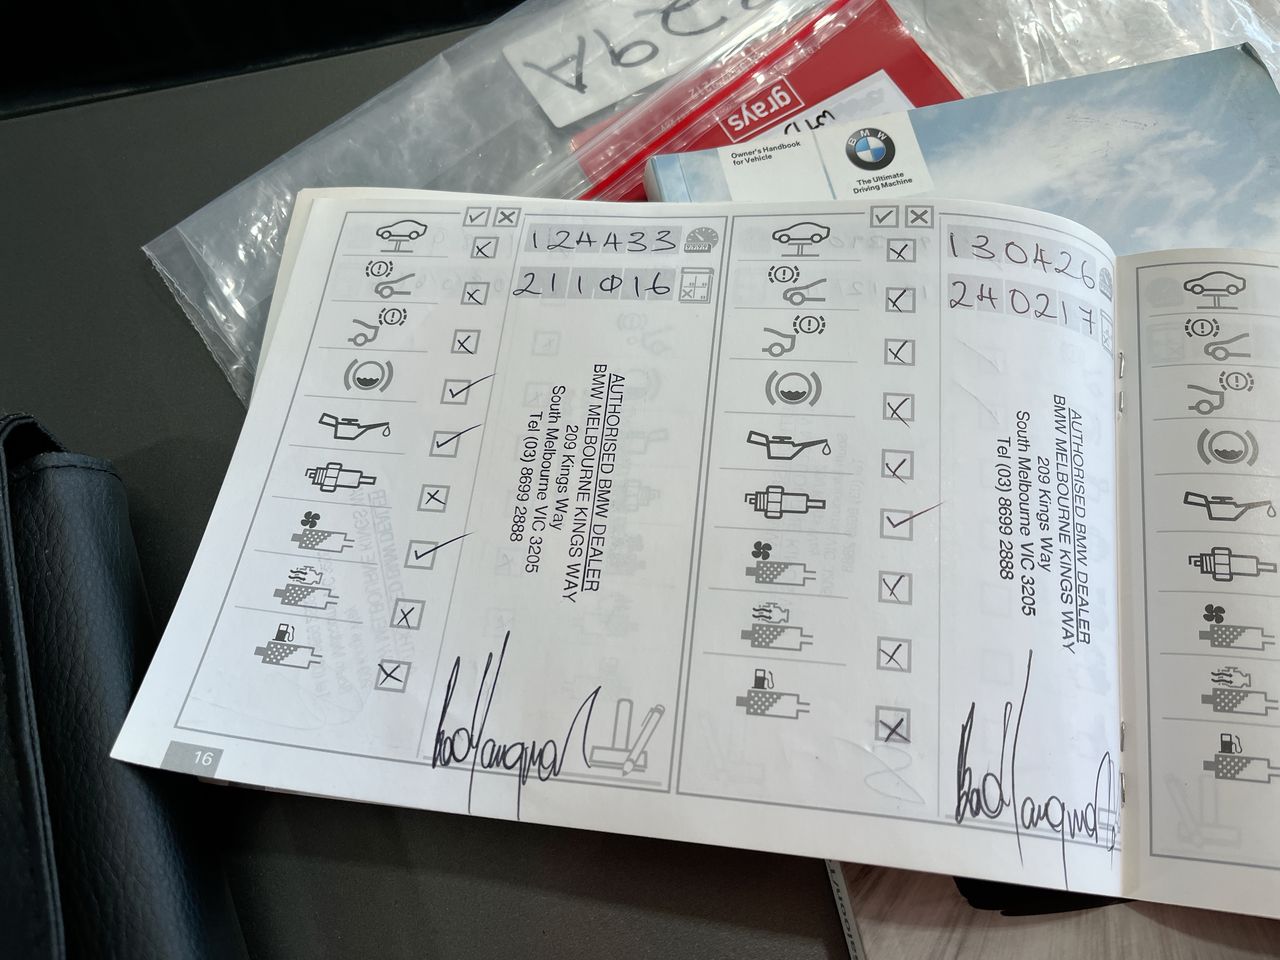 22
29A
grays
Owner's Handbook
for Vehicle
BMW
The Ultimate
Driving Machine
124433
211016
AUTHORISED BMW DEALER
BMW MELBOURNE KINGS WAY
209 Kings Way
South Melbourne VIC 3205
Tel (03) 8699 2888
16
130426
240217
AUTHORISED BMW DEALER
BMW MELBOURNE KINGS WAY
209 Kings Way
South Melbourne VIC 3205
Tel (03) 8699 2888